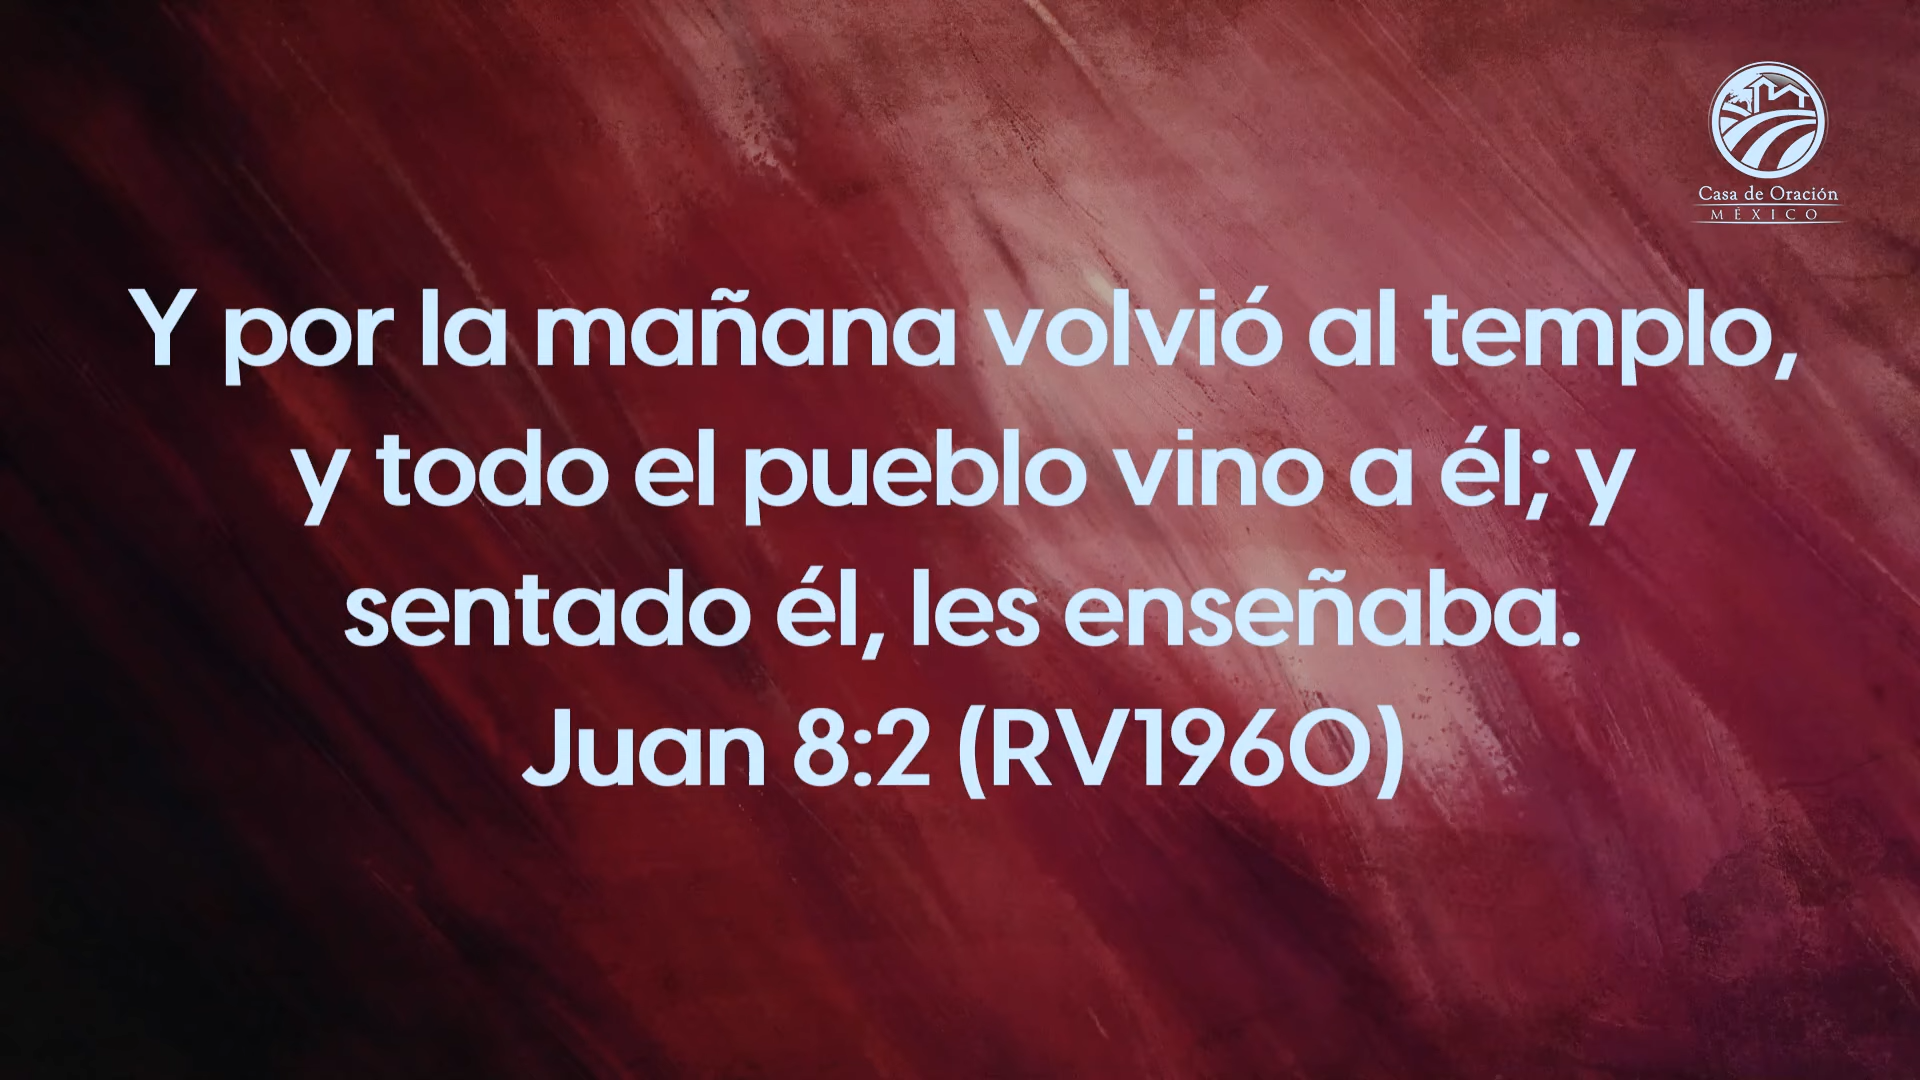 Casa de Oración
MÉXICO
Y por la mañana volvió al templo,
y todo el pueblo vino a él; y
sentado él, les enseñaba.
Juan 8:2 (RV1960)